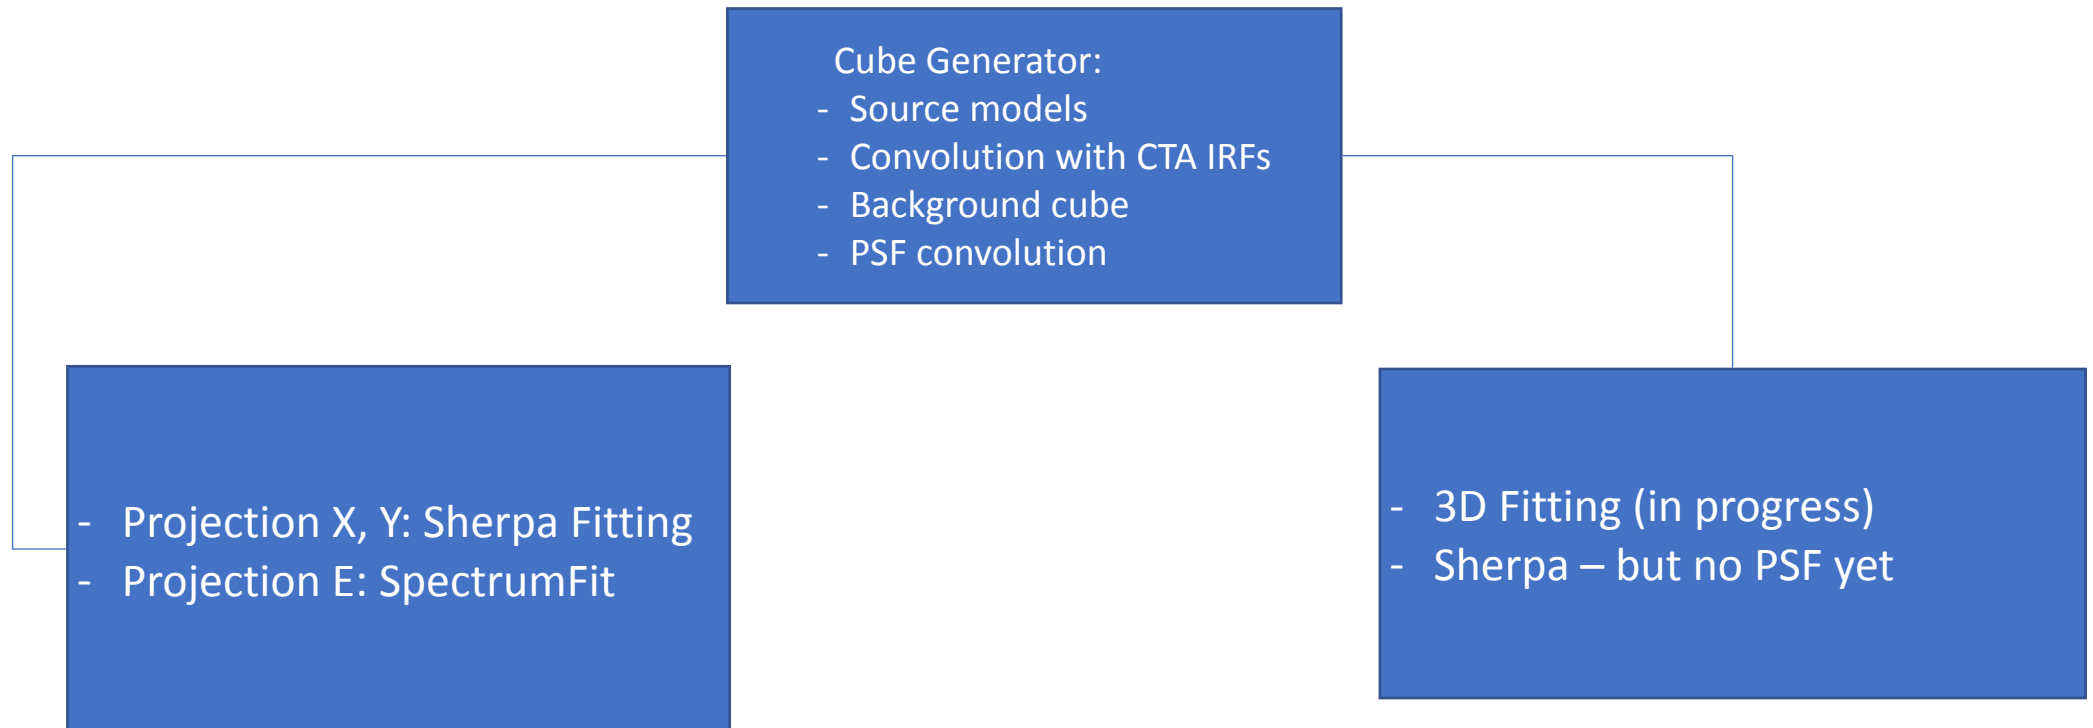 Cube Generator:
- Source models
- Convolution with CTA IRFs
- Background cube
- PSF convolution
- Projection X, Y: Sherpa Fitting
- Projection E: SpectrumFit
- 3D Fitting (in progress)
- Sherpa – but no PSF yet